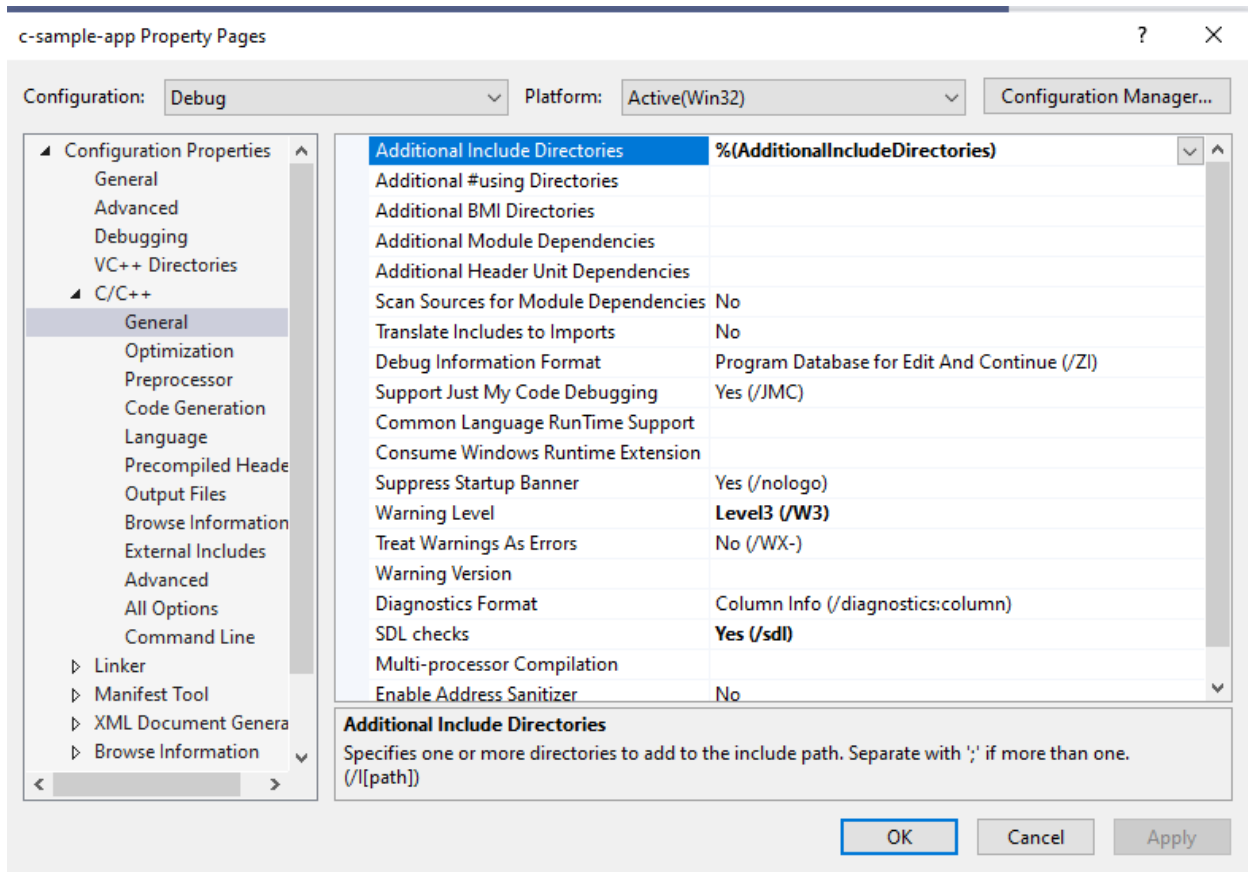 c-sample-app Property Pages
Configuration: Debug Platform: Active(Win32) Configuration Manager...
Configuration Properties
General
Advanced
Debugging
VC++ Directories
C/C++
General
Optimization
Preprocessor
Code Generation
Language
Precompiled Heade
Output Files
Browse Information
External Includes
Advanced
All Options
Command Line
Linker
Manifest Tool
XML Document Genera
Browse Information
Additional Include Directories %(AdditionalIncludeDirectories)
Additional #using Directories
Additional BMI Directories
Additional Module Dependencies
Additional Header Unit Dependencies
Scan Sources for Module Dependencies No
Translate Includes to Imports No
Debug Information Format Program Database for Edit And Continue (/ZI)
Support Just My Code Debugging Yes (/JMC)
Common Language RunTime Support
Consume Windows Runtime Extension
Suppress Startup Banner Yes (/nologo)
Warning Level Level3 (/W3)
Treat Warnings As Errors No (/WX-)
Warning Version
Diagnostics Format Column Info (/diagnostics:column)
SDL checks Yes (/sdl)
Multi-processor Compilation
Enable Address Sanitizer No
Additional Include Directories
Specifies one or more directories to add to the include path. Separate with ';' if more than one.
(/I[path])
OK Cancel Apply